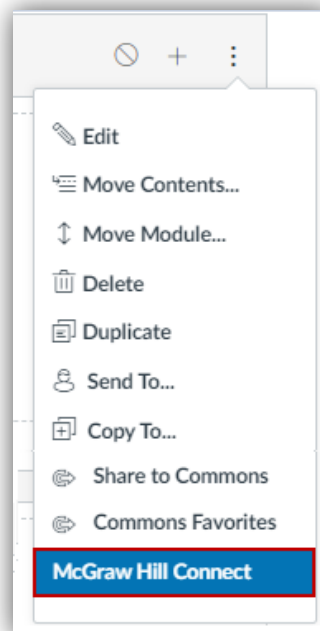 Edit
Move Contents...
Move Module...
Delete
Duplicate
Send To...
Copy To...
Share to Commons
Commons Favorites
McGraw Hill Connect